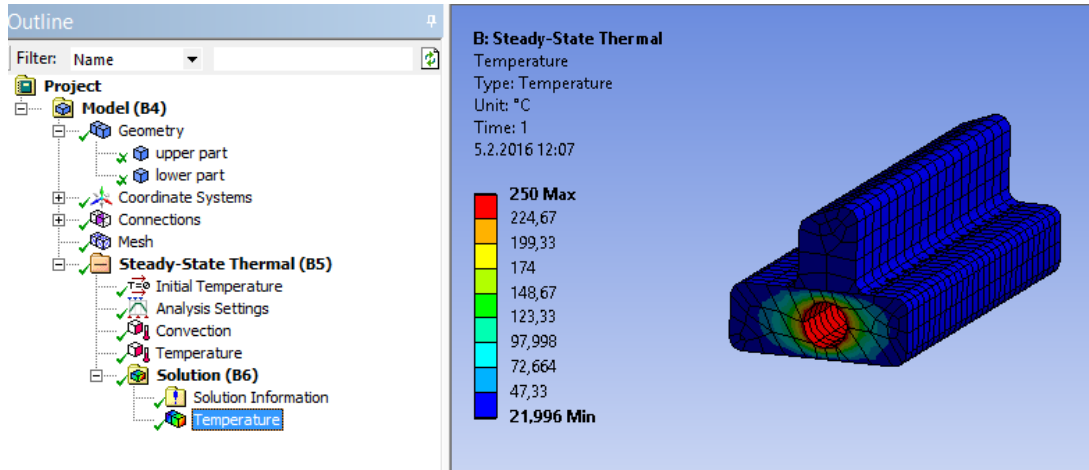 Outline
Filter: Name
Project
Model (B4)
Geometry
upper part
lower part
Coordinate Systems
Connections
Mesh
Steady-State Thermal (B5)
T=0 Initial Temperature
Analysis Settings
Convection
Temperature
Solution (B6)
Solution Information
Temperature
B: Steady-State Thermal
Temperature
Type: Temperature
Unit: °C
Time: 1
5.2.2016 12:07
250 Max
224,67
199,33
174
148,67
123,33
97,998
72,664
47,33
21,996 Min